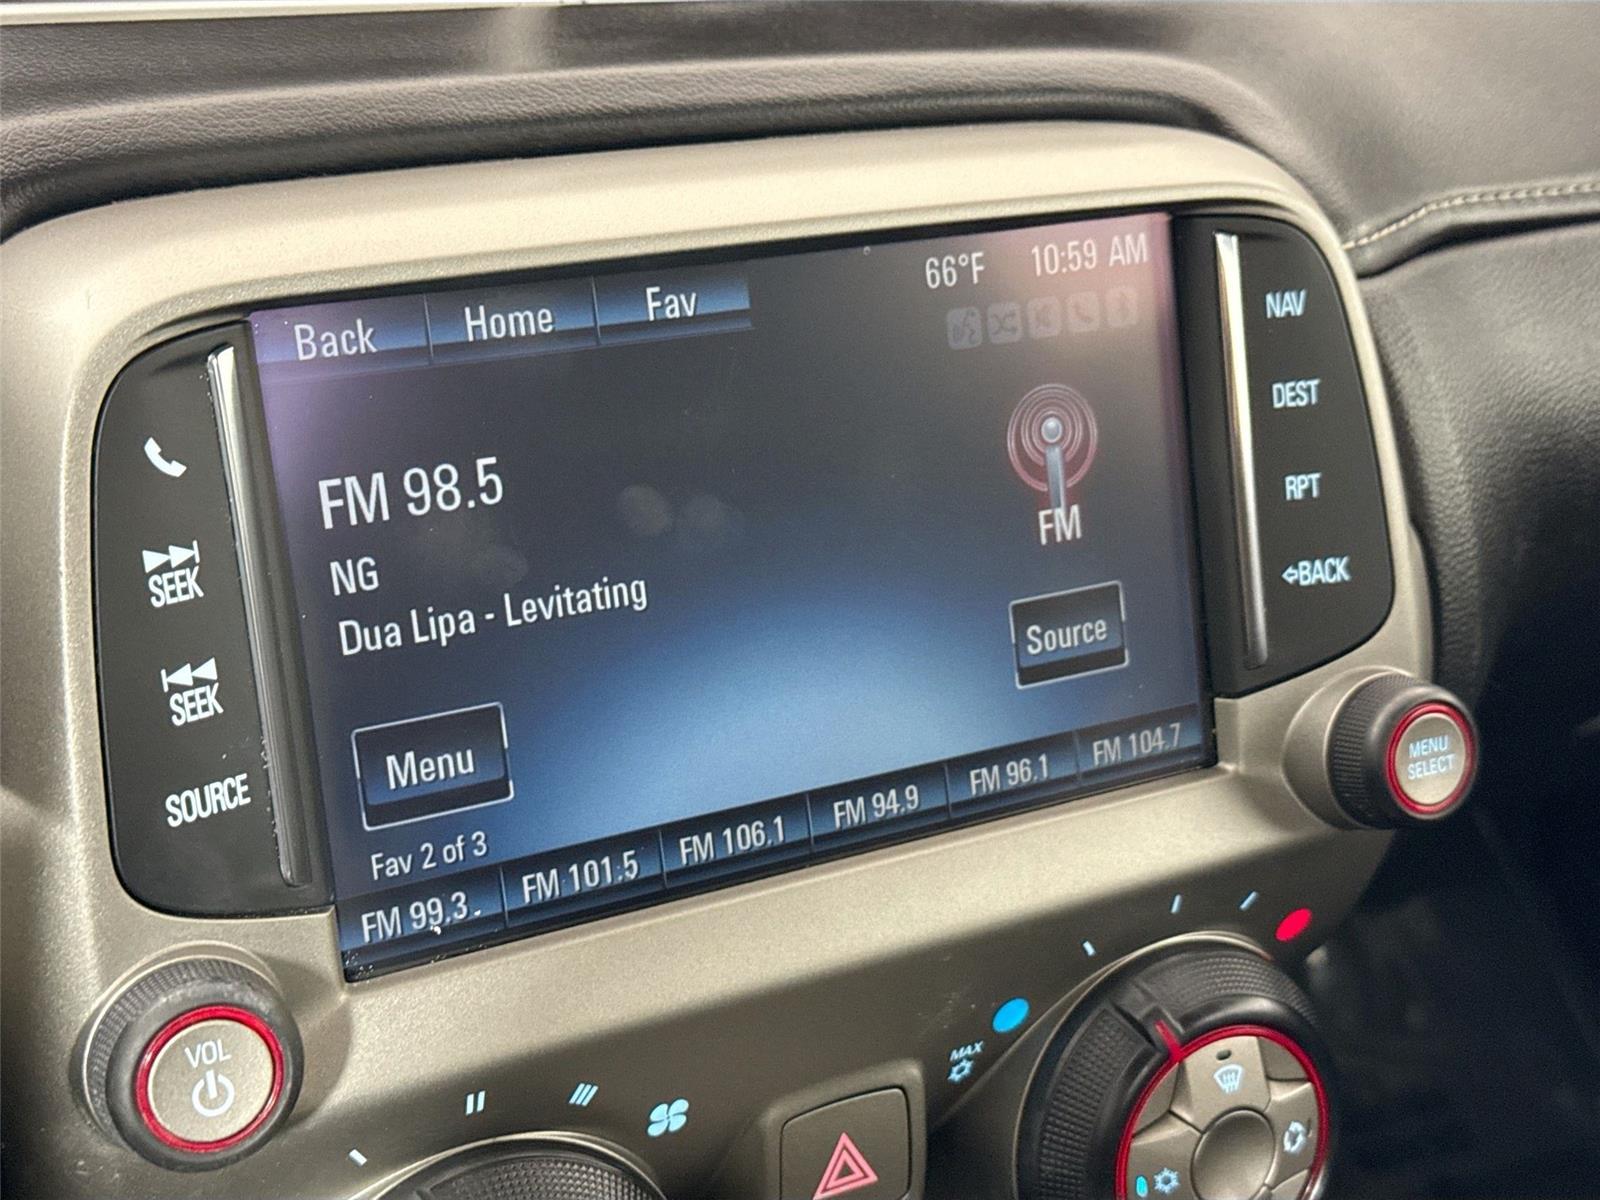 66°F 10:59 AM
Back Home Fav
NAV
DEST
RPT
BACK
FM 98.5
NG
Dua Lipa - Levitating
FM
Source
Menu
Fav 2 of 3
FM 99.3 FM 101.5 FM 106.1 FM 94.9 FM 96.1 FM 104.7
SEEK
SEEK
SOURCE
MENU
SELECT
VOL
MAX